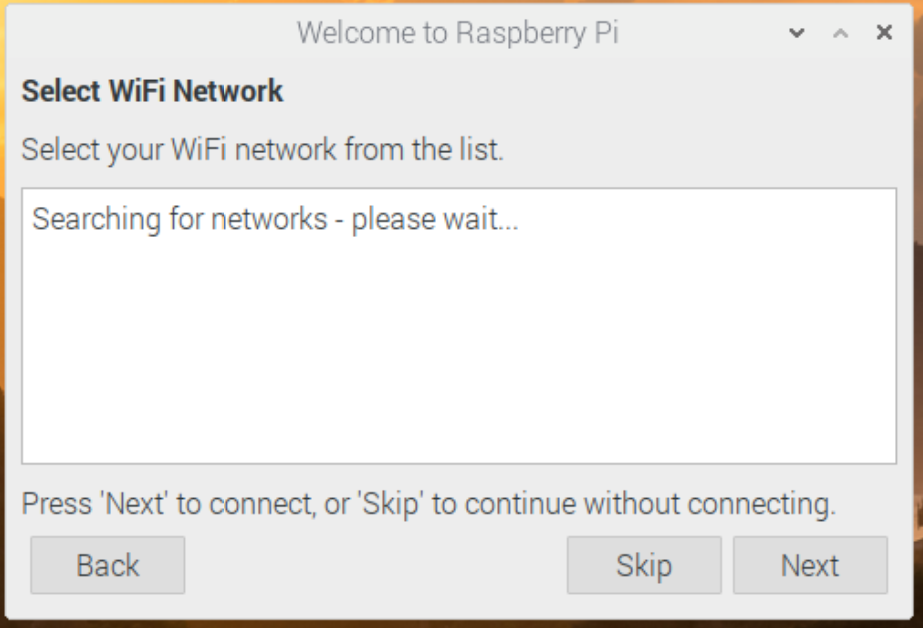 Welcome to Raspberry Pi
Select WiFi Network
Select your WiFi network from the list.
Searching for networks - please wait...
Press 'Next' to connect, or 'Skip' to continue without connecting.
Back Skip Next